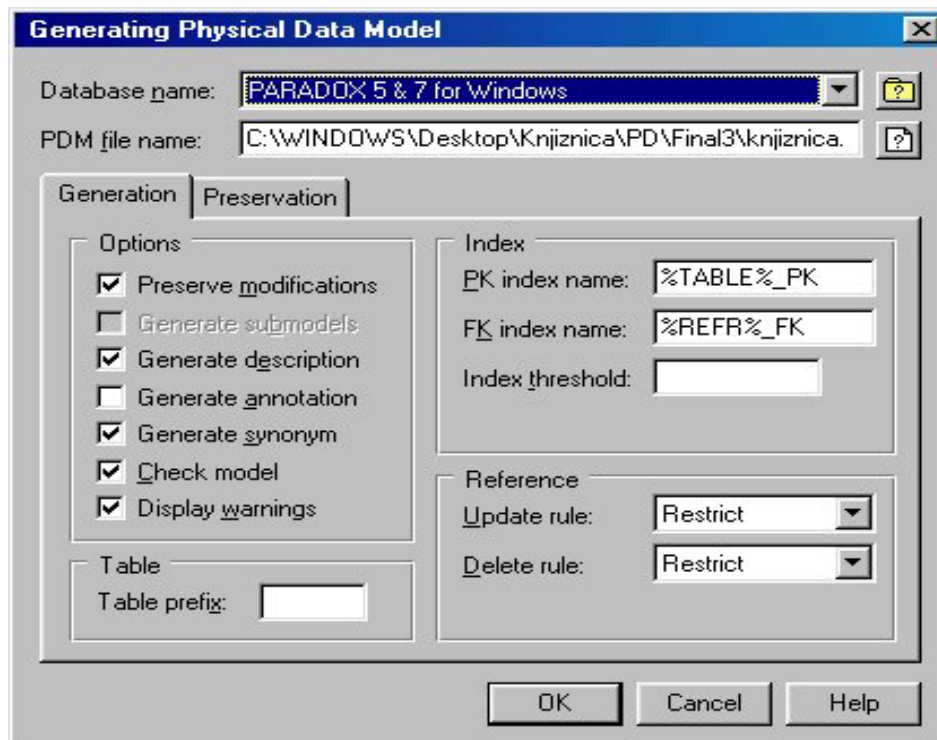 Generating Physical Data Model
Database name: PARADOX 5 & 7 for Windows
PDM file name: C:\WINDOWS\Desktop\Knjiznica\PD\Final3\knjiznica.
Generation Preservation
Options
Preserve modifications
Generate submodels
Generate description
Generate annotation
Generate synonym
Check model
Display warnings
Table
Table prefix:
Index
PK index name: %TABLE%_PK
FK index name: %REFR%_FK
Index threshold:
Reference
Update rule: Restrict
Delete rule: Restrict
OK Cancel Help